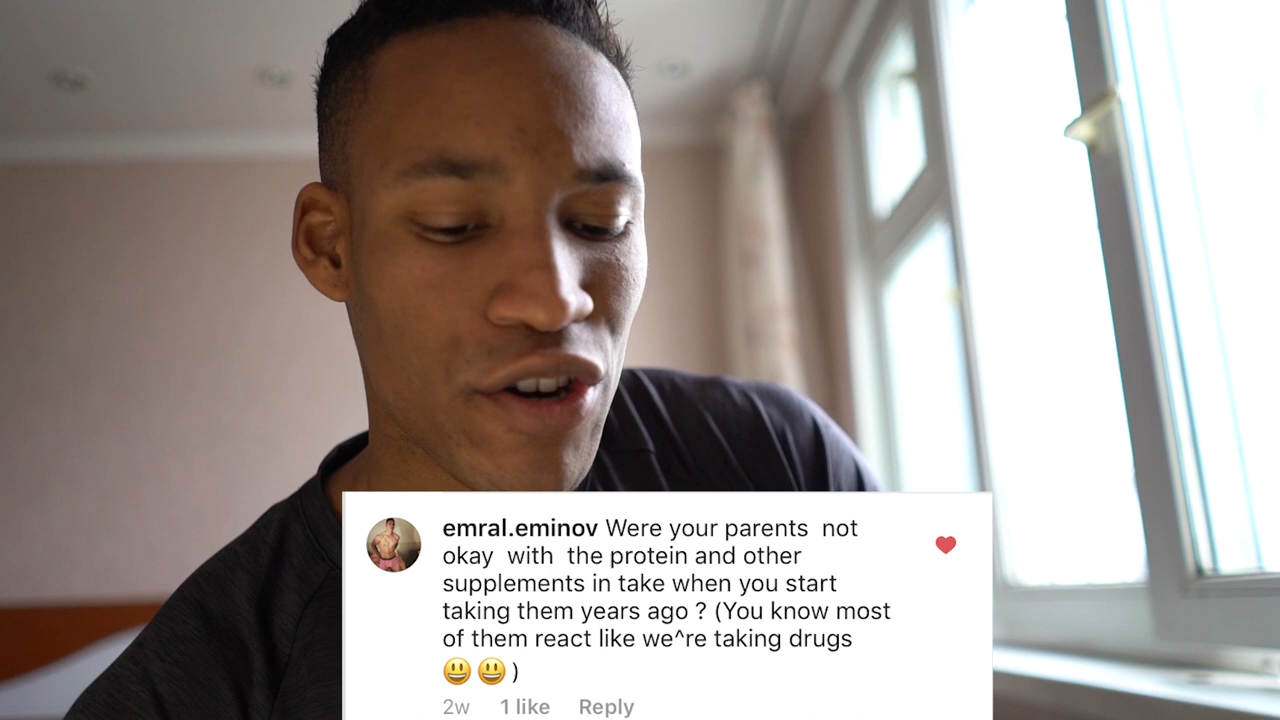 emral.eminov Were your parents not
okay with the protein and other
supplements in take when you start
taking them years ago ? (You know most
of them react like we^re taking drugs
😃 😃 )
2w 1 like Reply